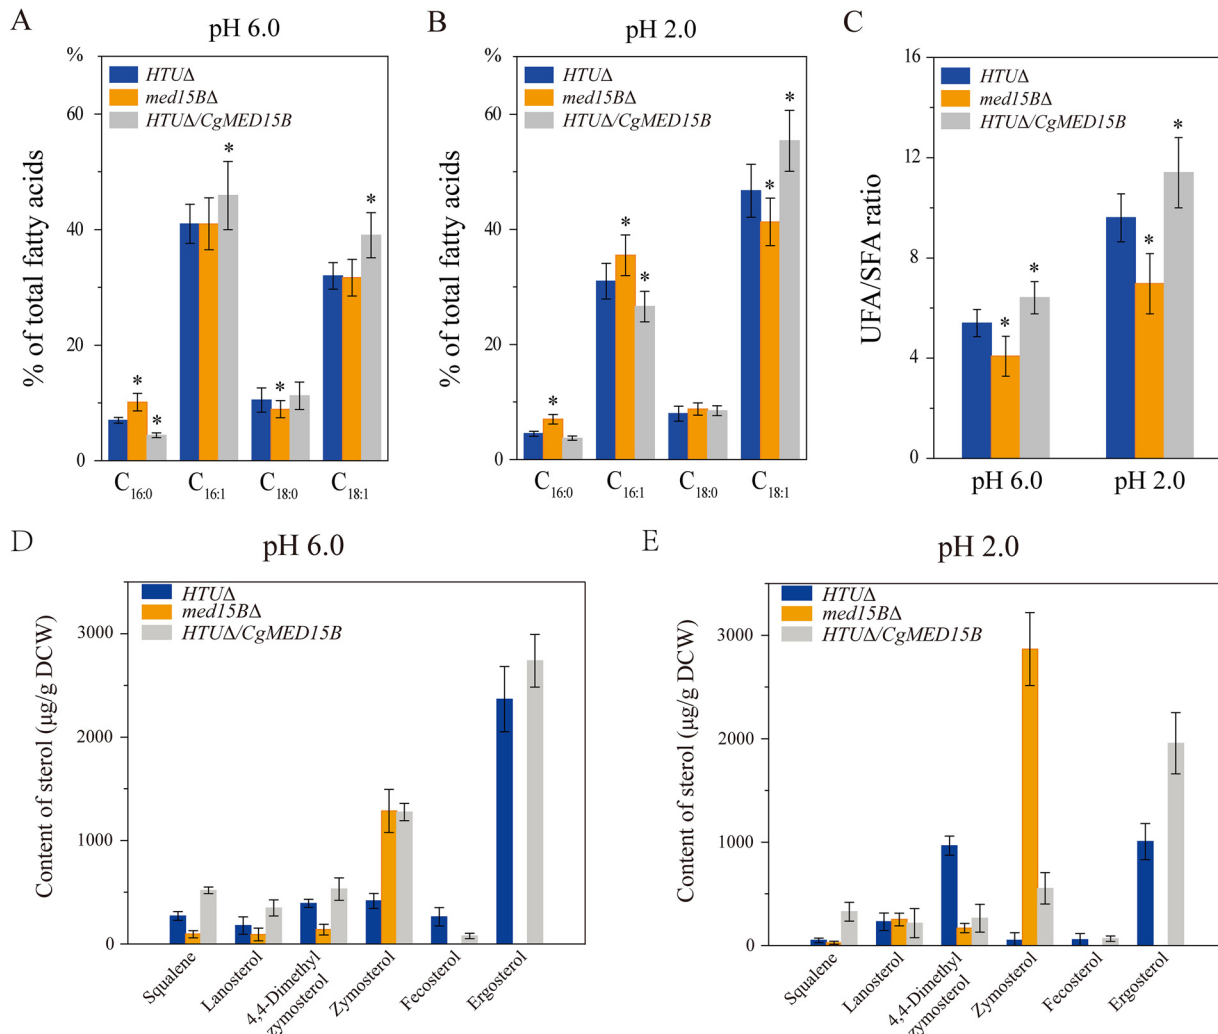 A
pH 6.0
%
HTUΔ
med15BΔ
HTUΔ/CgMED15B
60
40
20
0
% of total fatty acids
* * * * *
C16:0 C16:1 C18:0 C18:1
B
pH 2.0
%
HTUΔ
med15BΔ
HTUΔ/CgMED15B
60
40
20
0
% of total fatty acids
* * * * *
C16:0 C16:1 C18:0 C18:1
C
16
12
8
4
0
HTUΔ
med15BΔ
HTUΔ/CgMED15B
UFA/SFA ratio
* * * *
pH 6.0 pH 2.0
D
pH 6.0
HTUΔ
med15BΔ
HTUΔ/CgMED15B
3000
2000
1000
0
Content of sterol (µg/g DCW)
Squalene
Lanosterol
4,4-Dimethyl
zymosterol
Zymosterol
Fecosterol
Ergosterol
E
pH 2.0
HTUΔ
med15BΔ
HTUΔ/CgMED15B
3000
2000
1000
0
Content of sterol (µg/g DCW)
Squalene
Lanosterol
4,4-Dimethyl
zymosterol
Zymosterol
Fecosterol
Ergosterol